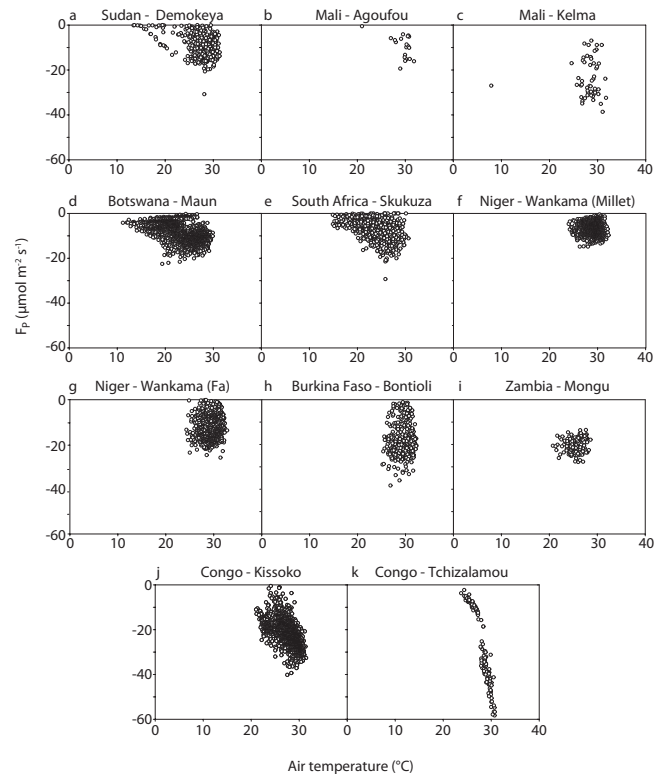 a Sudan - Demokeya
b Mali - Agoufou
c Mali - Kelma
0
-20
-40
-60
0 10 20 30 0 10 20 30 0 10 20 30 40
d Botswana - Maun
e South Africa - Skukuza
f Niger - Wankama (Millet)
0
-20
-40
-60
0 10 20 30 0 10 20 30 0 10 20 30 40
Fp (µmol m-2 s-1)
g Niger - Wankama (Fa)
h Burkina Faso - Bontioli
i Zambia - Mongu
0
-20
-40
-60
0 10 20 30 0 10 20 30 0 10 20 30 40
j Congo - Kissoko
k Congo - Tchizalamou
0
-20
-40
-60
0 10 20 30 0 10 20 30 40
Air temperature (°C)